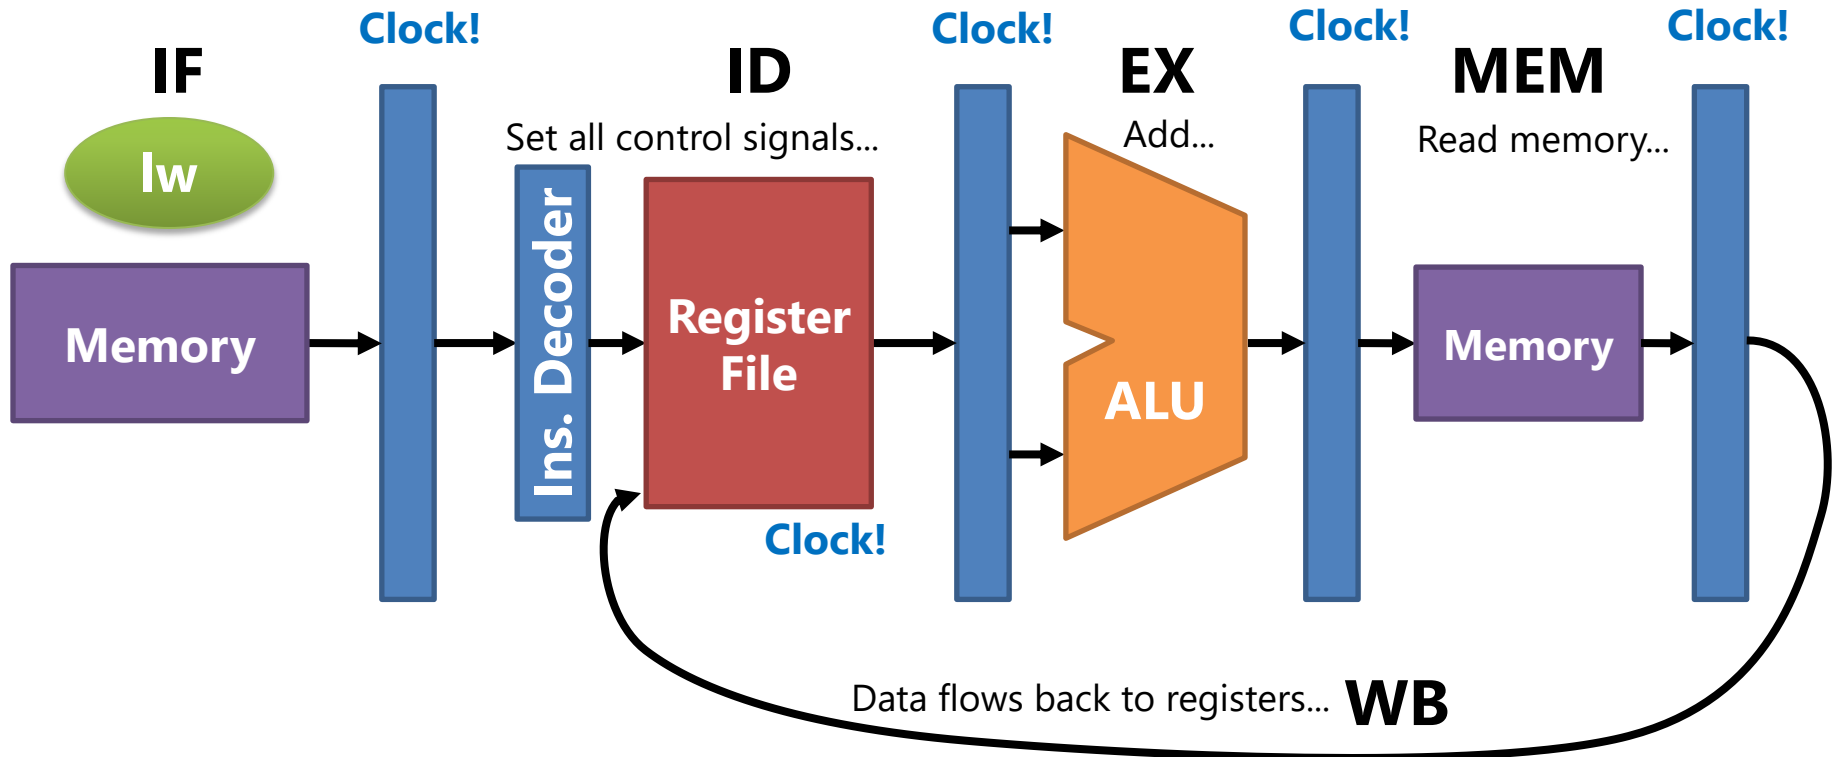 Clock!
Clock!
Clock!
Clock!
IF
ID
EX
MEM
lw
Set all control signals...
Add...
Read memory...
Memory
Ins. Decoder
Register
File
ALU
Memory
Clock!
Data flows back to registers...
WB